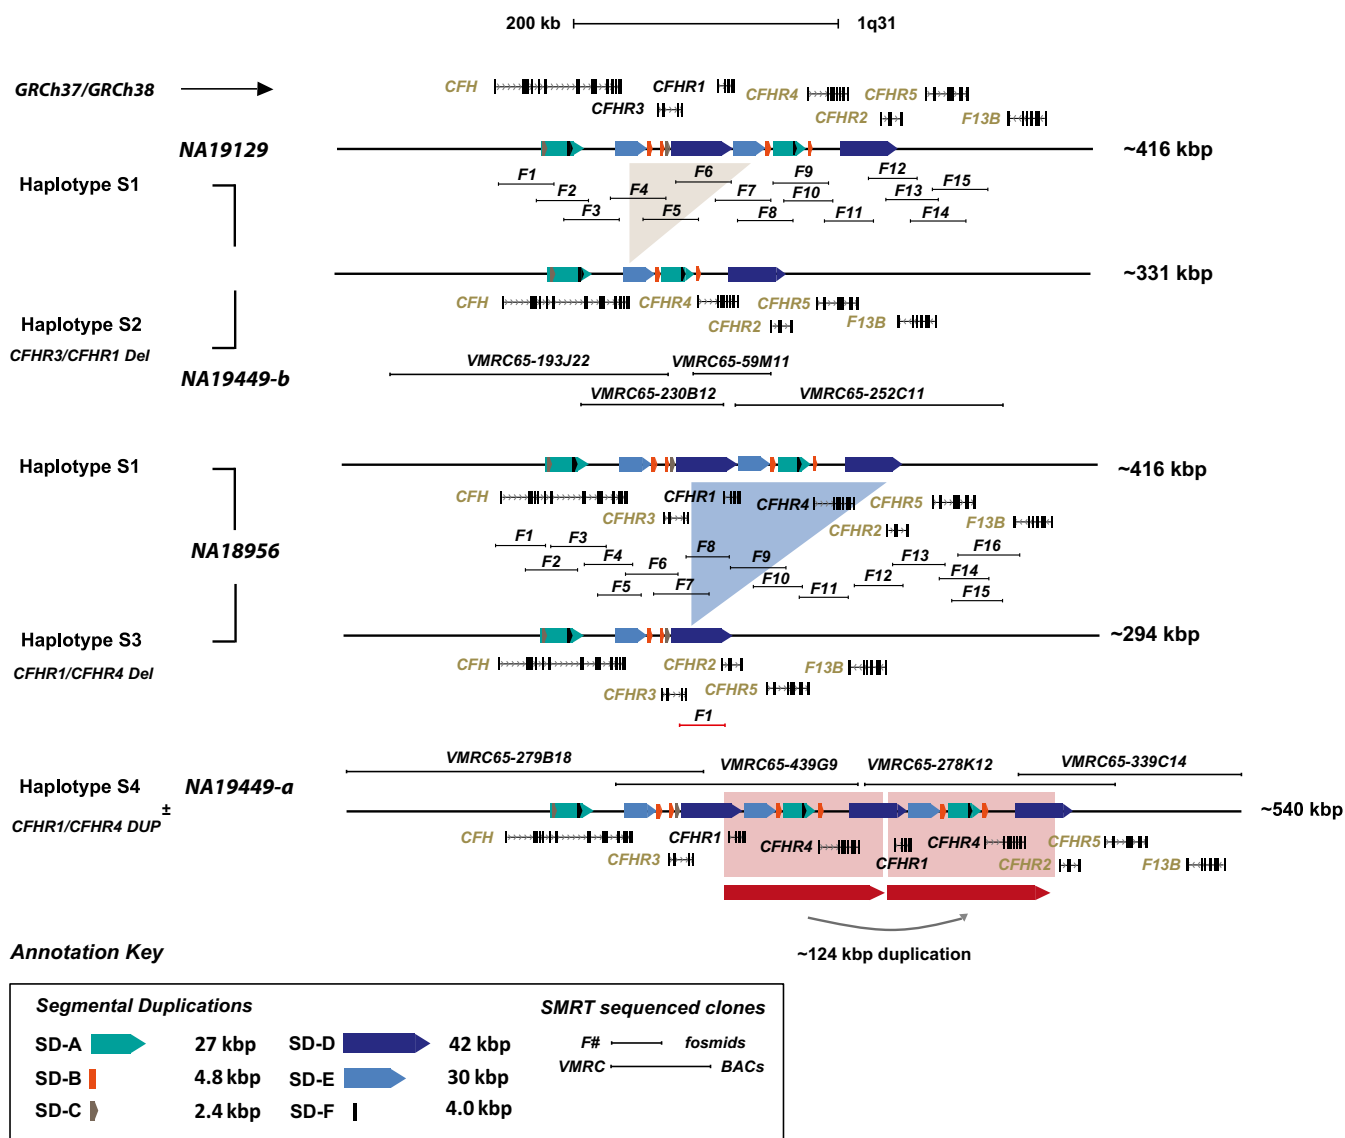 200 kb 1q31
GRCh37/GRCh38
CFH CFHR3 CFHR1 CFHR4 CFHR2 CFHR5 F13B
NA19129
~416 kbp
Haplotype S1
F1 F2 F3 F4 F5 F6 F7 F8 F9 F10 F11 F12 F13 F14 F15
~331 kbp
CFH CFHR4 CFHR2 CFHR5 F13B
Haplotype S2
CFHR3/CFHR1 Del
NA19449-b
VMRC65-193J22 VMRC65-59M11
VMRC65-230B12 VMRC65-252C11
Haplotype S1
~416 kbp
CFH CFHR3 CFHR1 CFHR4 CFHR2 CFHR5 F13B
NA18956
F1 F2 F3 F4 F5 F6 F7 F8 F9 F10 F11 F12 F13 F14 F15 F16
Haplotype S3
~294 kbp
CFHR1/CFHR4 Del
CFH CFHR3 CFHR2 CFHR5 F13B
F1
VMRC65-279B18 VMRC65-439G9 VMRC65-278K12 VMRC65-339C14
Haplotype S4 NA19449-a
~540 kbp
CFHR1/CFHR4 DUP ±
CFH CFHR3 CFHR1 CFHR4 CFHR1 CFHR4 CFHR2 CFHR5 F13B
~124 kbp duplication
Annotation Key
Segmental Duplications
SD-A 27 kbp
SD-B 4.8 kbp
SD-C 2.4 kbp
SD-D 42 kbp
SD-E 30 kbp
SD-F 4.0 kbp
SMRT sequenced clones
F# fosmids
VMRC BACs